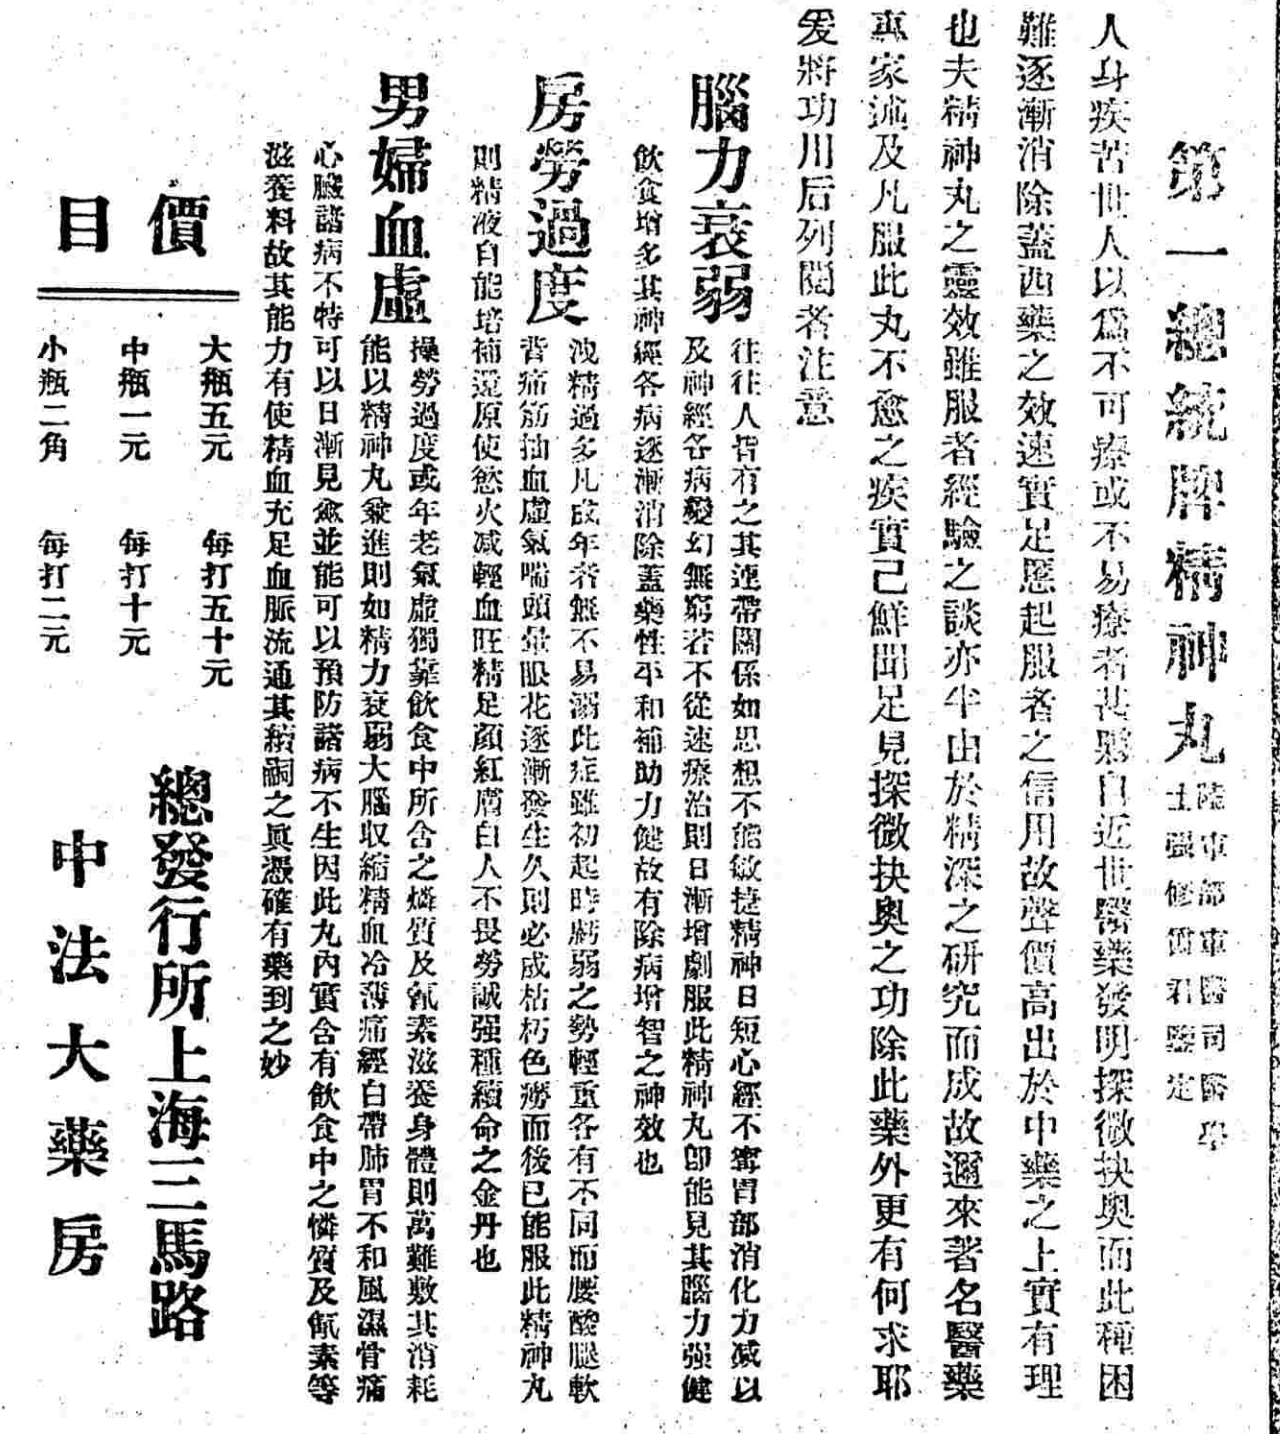 第一總統牌精神丸
陸軍部軍醫司醫學
士張修爵君鑒定
人身疾苦世人以爲不可療或不易療者甚夥自近世醫藥發明探微抉奧而此種困
難逐漸消除蓋西藥之效速實足愿起服者之信用故聲價高出於中藥之上實有理
也夫精神丸之靈效雖服者經驗之談亦半由於精深之研究而成故邇來著名醫藥
專家述及凡服此丸不愈之疾實己鮮聞足見探微抉奧之功除此藥外更有何求耶
爰將功用后列閱者注意
腦力衰弱
往往人皆有之其連帶關係如思想不能敏捷精神日短心經不寗胃部消化力减以
及神經各病變幻無窮若不從速療治則日漸增劇服此精神丸卽能見其腦力强健
飲食增多其神經各病逐漸消除蓋藥性平和補助力健故有除病增智之神效也
房勞過度
洩精過多凡成年者無不易溺此症雖初起時虧弱之勢輕重各有不同而腰酸腿軟
背痛筋抽血虛氣喘頭暈眼花逐漸發生久則必成枯朽色癆而後已能服此精神丸
則精液自能培補還原使慾火减輕血旺精足顏紅膚白人不畏勞誠强種續命之金丹也
男婦血虛
操勞過度或年老氣虛獨靠飲食中所含之燐質及氤素滋養身體則萬難敷其消耗
能以精神丸兼進則如精力衰弱大腦収縮精血冷薄痛經白帶肺胃不和風濕骨痛
心臟諸病不特可以日漸見愈並能可以預防諸病不生因此丸內實含有飲食中之憐質及氤素等
滋養料故其能力有使精血充足血脈流通其續嗣之眞憑確有藥到之妙
價目
大瓶五元 每打五十元
中瓶一元 每打十元
小瓶二角 每打二元
總發行所上海三馬路
中法大藥房